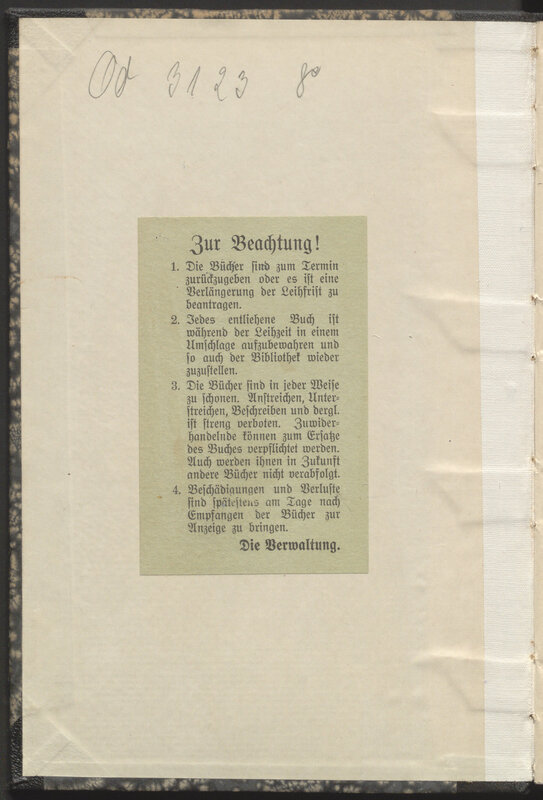 Od 3123 8°
Zur Beachtung!
1. Die Bücher sind zum Termin
zurückzugeben oder es ist eine
Verlängerung der Leihfrist zu
beantragen.
2. Jedes entliehene Buch ist
während der Leihzeit in einem
Umschlage aufzubewahren und
so auch der Bibliothek wieder
zuzustellen.
3. Die Bücher sind in jeder Weise
zu schonen. Anstreichen, Unter-
streichen, Beschreiben und dergl.
ist streng verboten. Zuwider-
handelnde können zum Ersatze
des Buches verpflichtet werden.
Auch werden ihnen in Zukunft
andere Bücher nicht verabfolgt.
4. Beschädigungen und Verluste
sind spätestens am Tage nach
Empfangen der Bücher zur
Anzeige zu bringen.
Die Verwaltung.